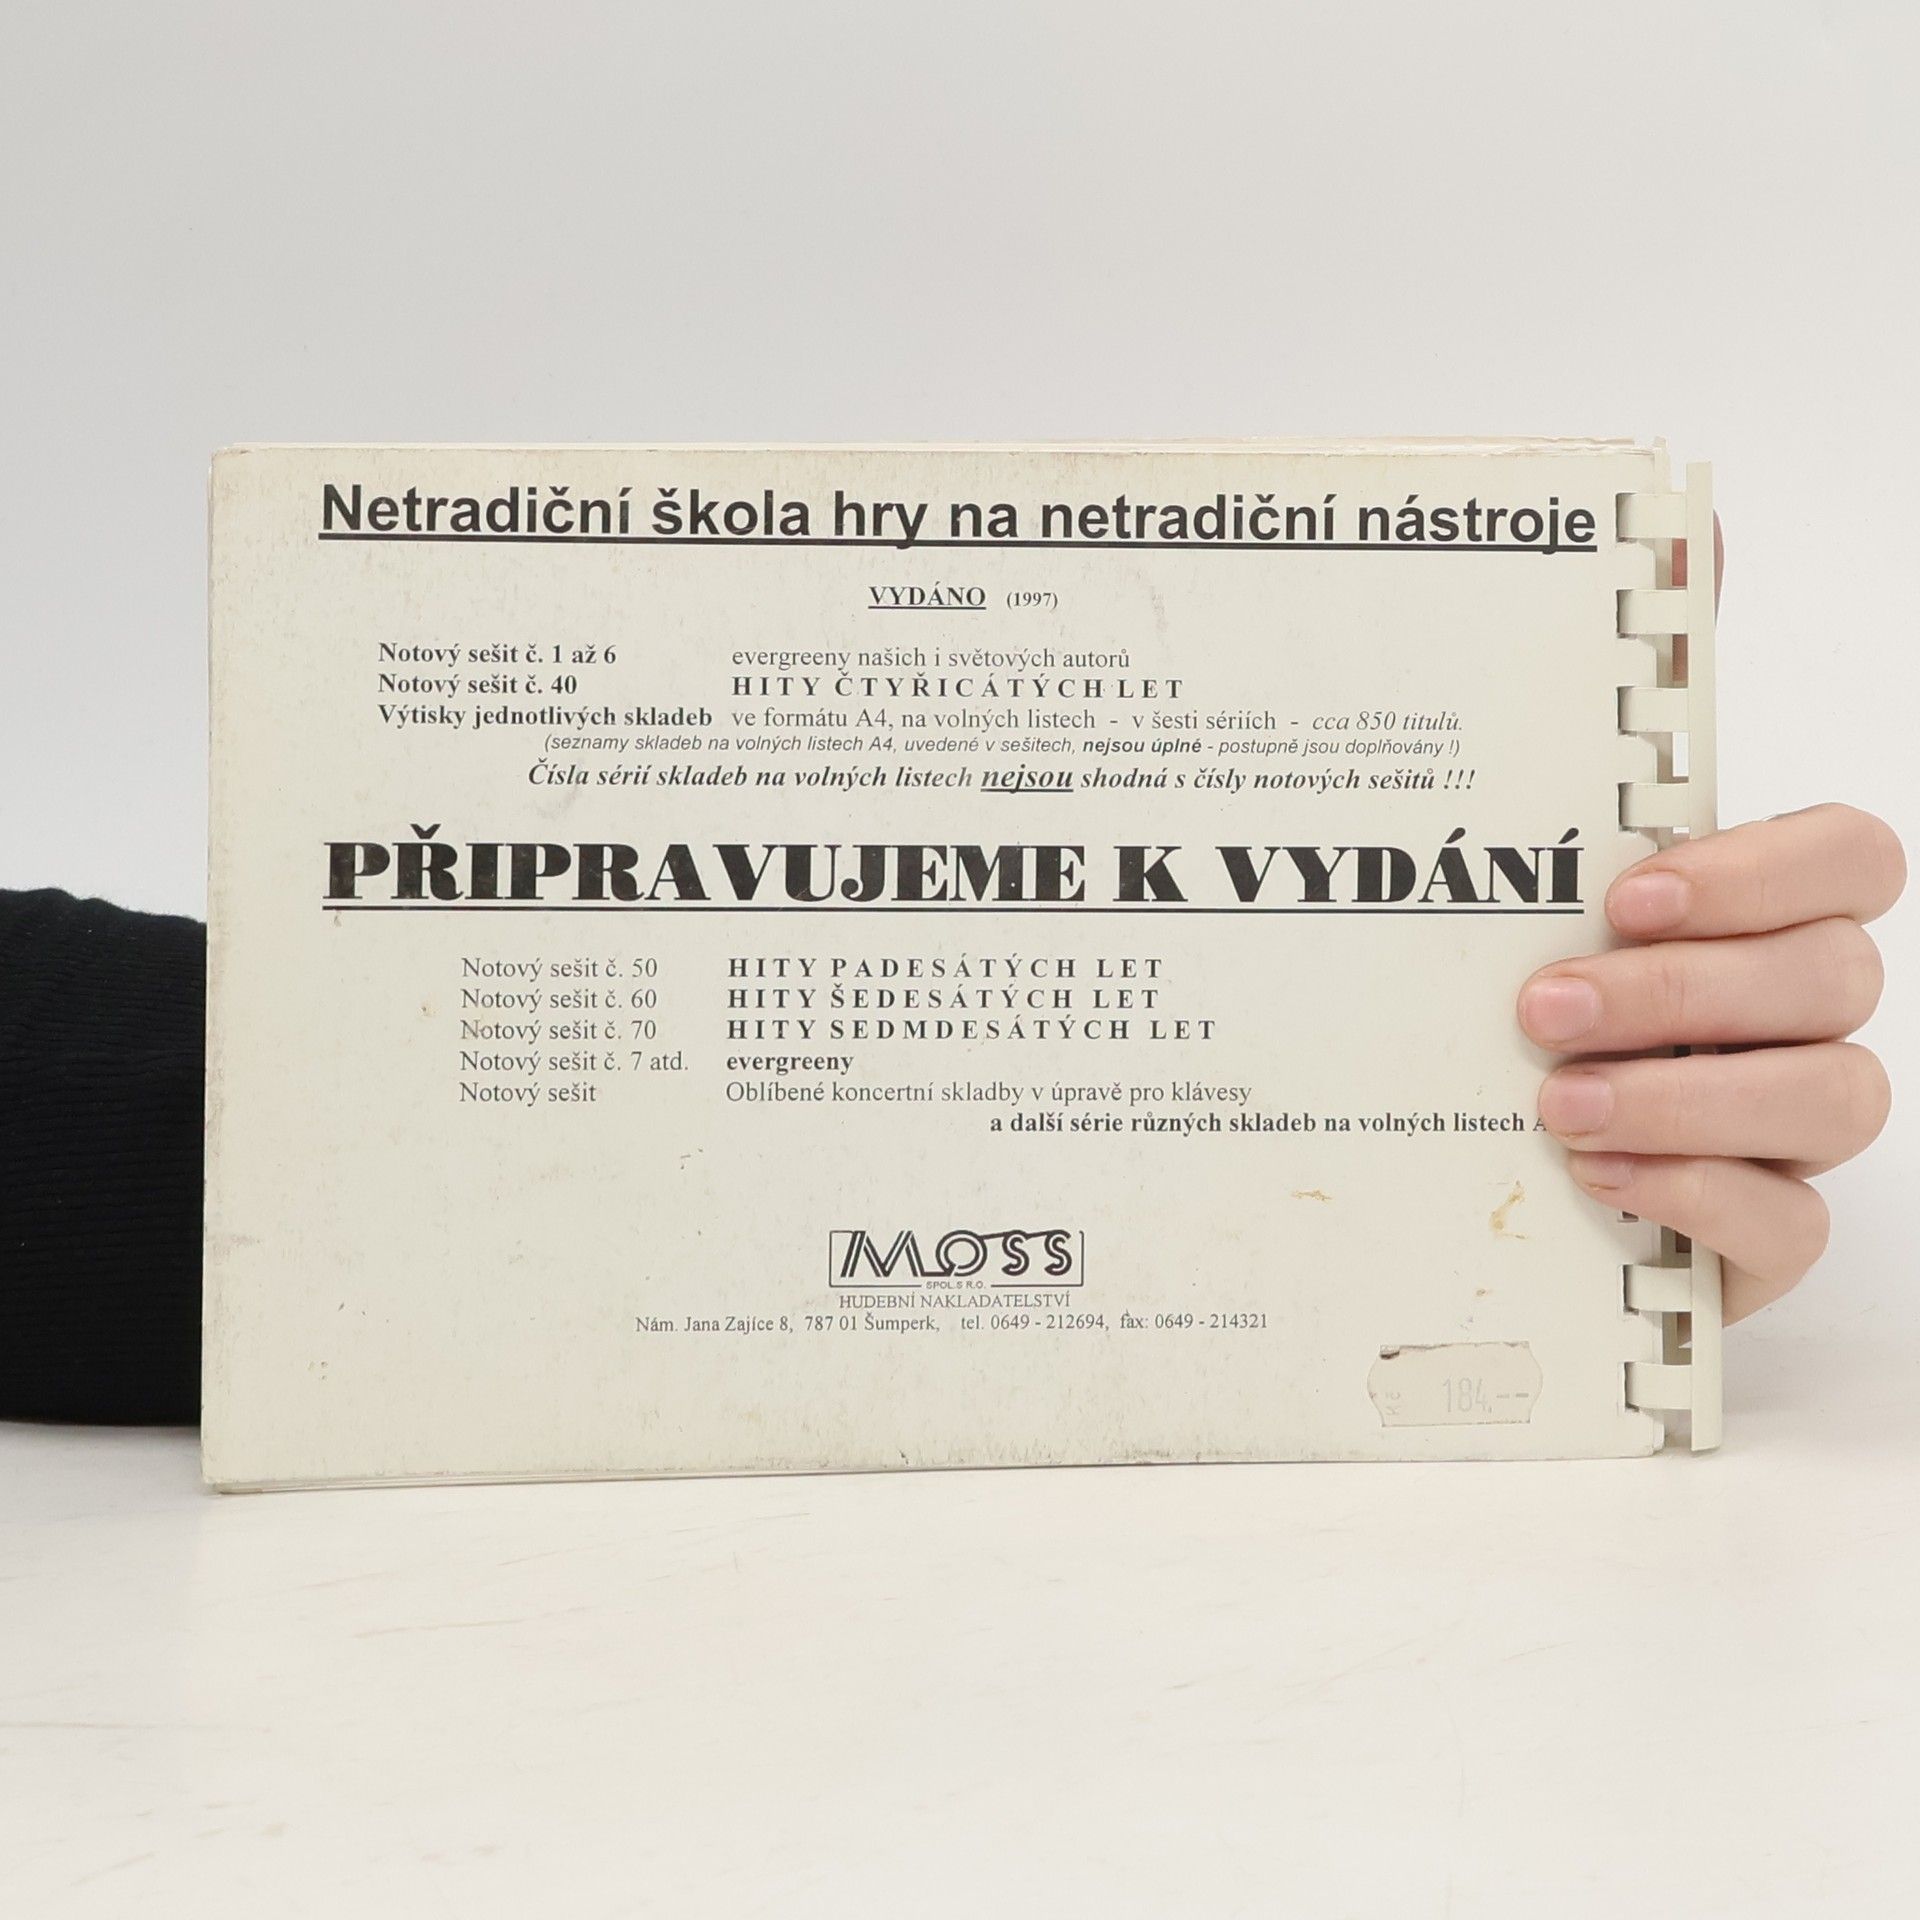 Netradiční škola hry na netradiční nástroje
VYDÁNO (1997)
Notový sešit č. 1 až 6 evergreeny našich i světových autorů
Notový sešit č. 40 HITY ČTYŘICÁTÝCH LET
Výtisky jednotlivých skladeb ve formátu A4, na volných listech - v šesti sériích - cca 850 titulů.
(seznamy skladeb na volných listech A4, uvedené v sešitech, nejsou úplné - postupně jsou doplňovány !)
Čísla sérií skladeb na volných listech nejsou shodná s čísly notových sešitů !!!
PŘIPRAVUJEME K VYDÁNÍ
Notový sešit č. 50 HITY PADESÁTÝCH LET
Notový sešit č. 60 HITY ŠEDESÁTÝCH LET
Notový sešit č. 70 HITY SEDMDESÁTÝCH LET
Notový sešit č. 7 atd. evergreeny
Notový sešit Oblíbené koncertní skladby v úpravě pro klávesy
a další série různých skladeb na volných listech
MOSS
SPOL.S R.O.
HUDEBNÍ NAKLADATELSTVÍ
Nám. Jana Zajíce 8, 787 01 Šumperk, tel. 0649 - 212694, fax: 0649 - 214321
Kč 184.--